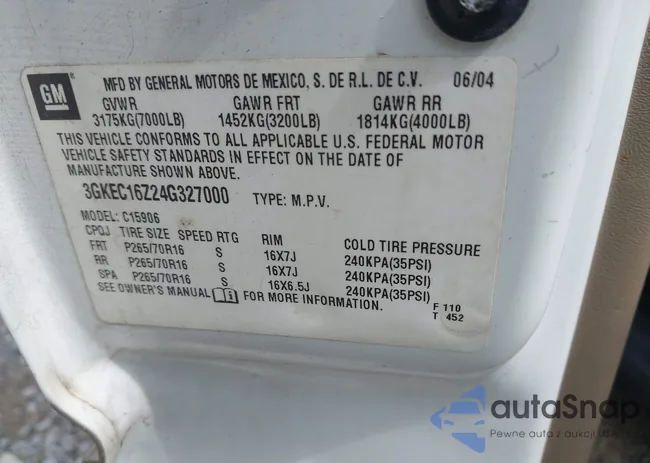 GM
MFD BY GENERAL MOTORS DE MEXICO, S. DE R.L. DE C.V. 06/04
GVWR GAWR FRT GAWR RR
3175KG(7000LB) 1452KG(3200LB) 1814KG(4000LB)
THIS VEHICLE CONFORMS TO ALL APPLICABLE U.S. FEDERAL MOTOR
VEHICLE SAFETY STANDARDS IN EFFECT ON THE DATE OF
MANUFACTURE SHOWN ABOVE.
3GKEC16Z24G327000 TYPE: M.P.V.
MODEL: C15906
CPQJ TIRE SIZE SPEED RTG RIM COLD TIRE PRESSURE
FRT P265/70R16 S 16X7J 240KPA(35PSI)
RR P265/70R16 S 16X7J 240KPA(35PSI)
SPA P265/70R16 S 16X6.5J 240KPA(35PSI)
SEE OWNER'S MANUAL FOR MORE INFORMATION.
F 110
T 452
autoSnap
Pewne auto z aukcji USA